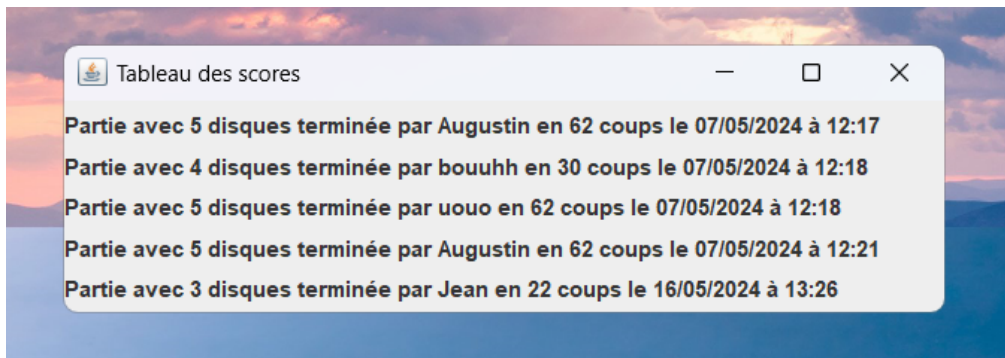 Tableau des scores
Partie avec 5 disques terminée par Augustin en 62 coups le 07/05/2024 à 12:17
Partie avec 4 disques terminée par bouuhh en 30 coups le 07/05/2024 à 12:18
Partie avec 5 disques terminée par uouo en 62 coups le 07/05/2024 à 12:18
Partie avec 5 disques terminée par Augustin en 62 coups le 07/05/2024 à 12:21
Partie avec 3 disques terminée par Jean en 22 coups le 16/05/2024 à 13:26